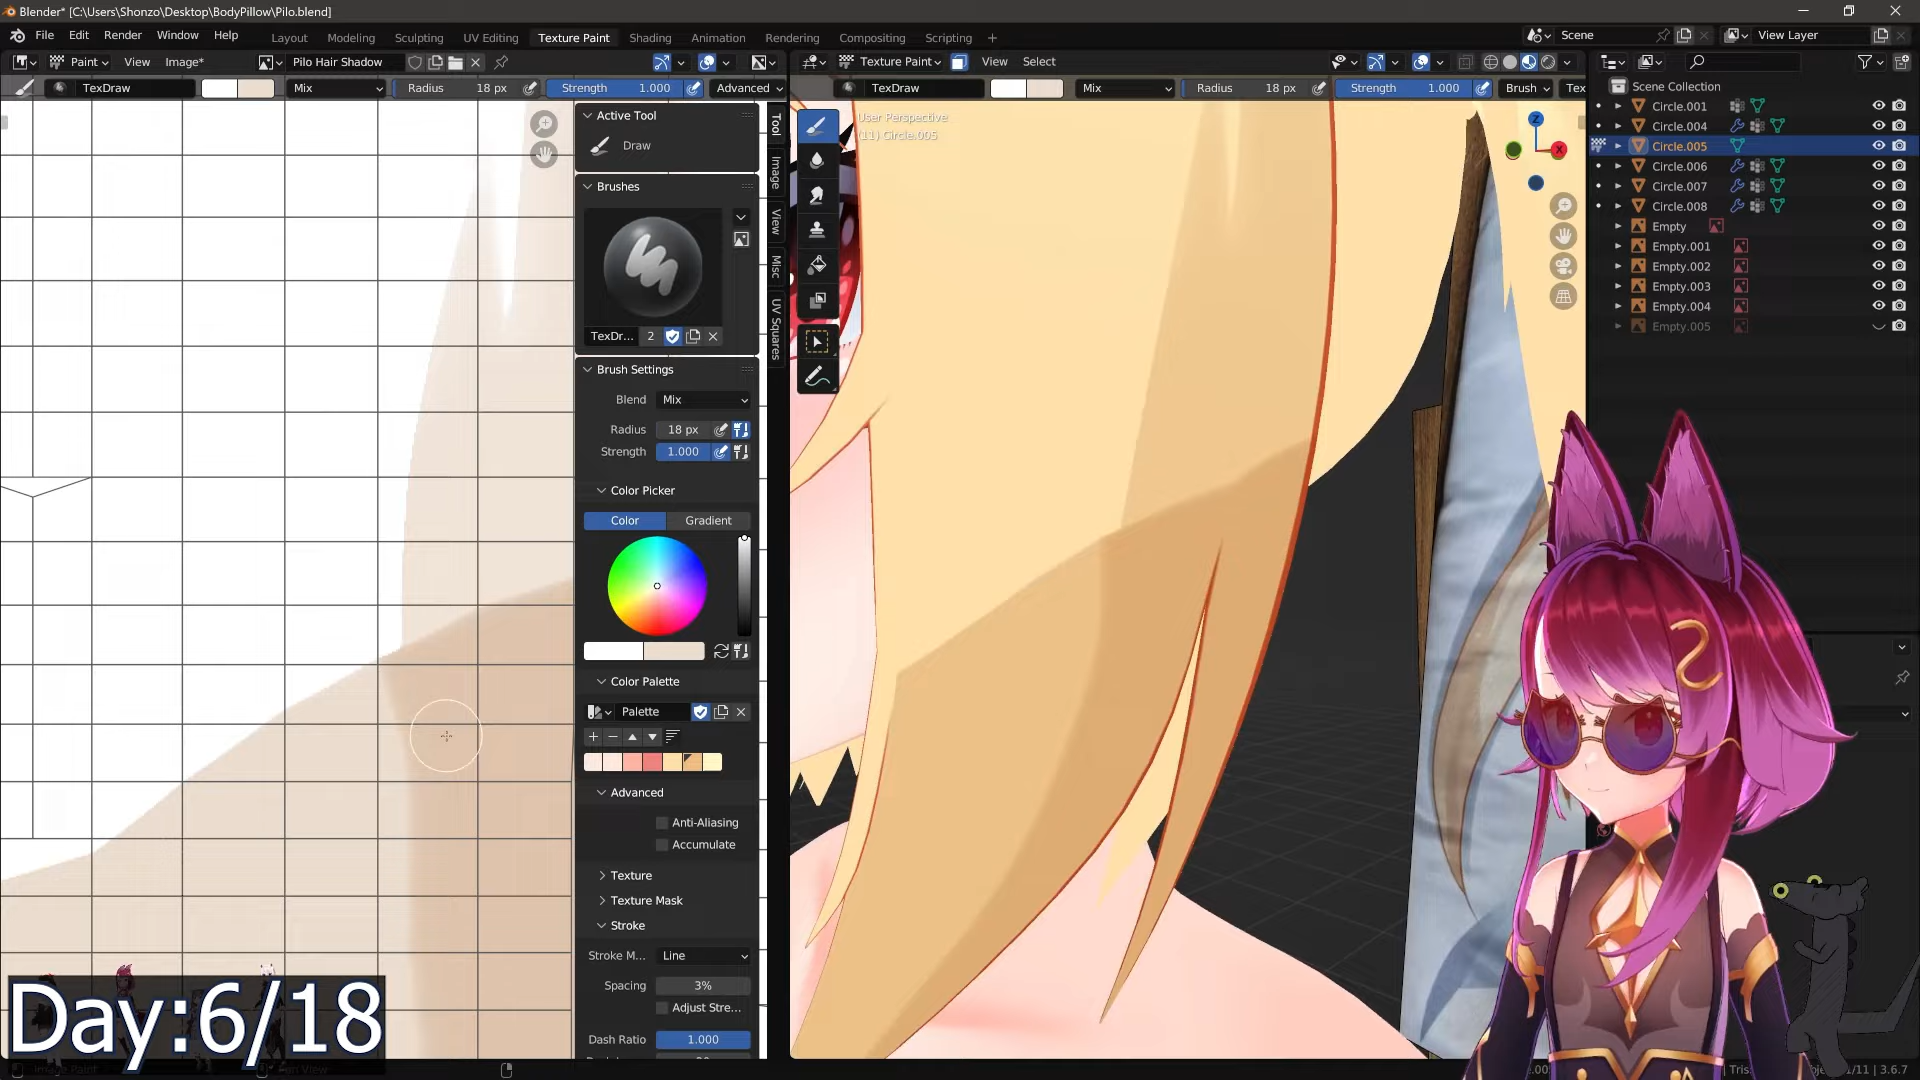 Blender* [C:\Users\Shonzo\Desktop\BodyPillow\Pilo.blend]
File Edit Render Window Help
Layout Modeling Sculpting UV Editing Texture Paint Shading Animation Rendering Compositing Scripting +
Scene
View Layer
Paint View Image* Pilo Hair Shadow
Texture Paint View Select
TexDraw Mix Radius 18 px Strength 1.000 Advanced
TexDraw Mix Radius 18 px Strength 1.000 Brush Tex
User Perspective
(11) Circle.005
Z
X
Active Tool
Draw
Brushes
TexDr... 2
Brush Settings
Blend Mix
Radius 18 px
Strength 1.000
Color Picker
Color Gradient
Color Palette
Palette
Advanced
Anti-Aliasing
Accumulate
Texture
Texture Mask
Stroke
Stroke M... Line
Spacing 3%
Adjust Stre...
Dash Ratio 1.000
Tool
Image
View
Misc
UV Squares
Scene Collection
Circle.001
Circle.004
Circle.005
Circle.006
Circle.007
Circle.008
Empty
Empty.001
Empty.002
Empty.003
Empty.004
Empty.005
Day:6/18
3.6.7